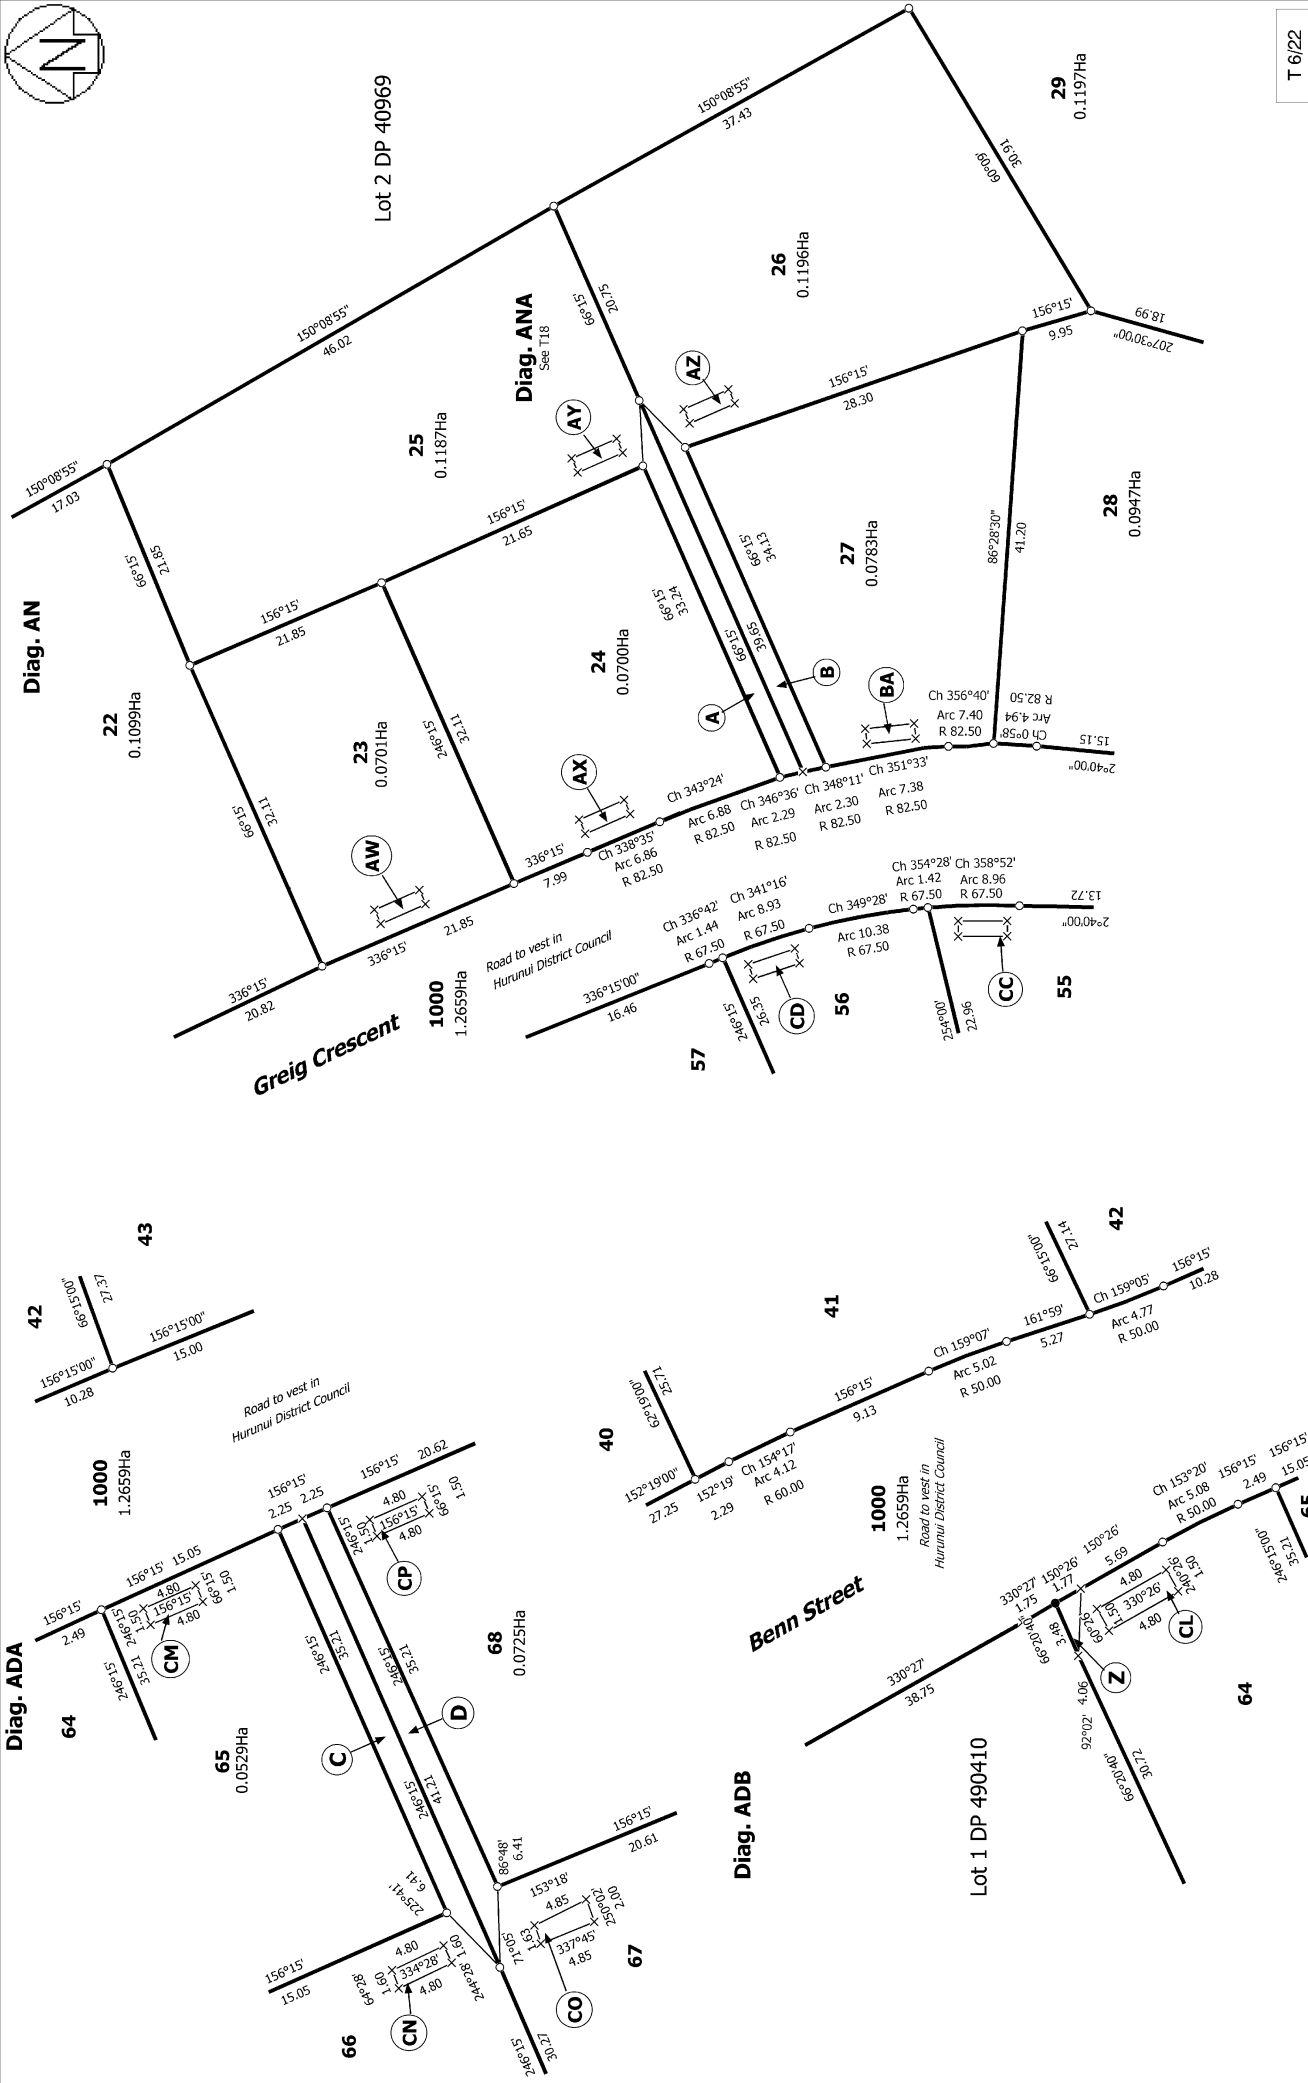 Diag. ADA
64
156°15'
2.49
246°15'
35.21
246°15'
1.50
4.80
156°15'
4.80
66°15'
1.50
CM
156°15'
15.05
1000
1.2659Ha
42
156°15'00"
10.28
66°15'00"
27.37
156°15'00"
15.00
43
Road to vest in
Hurunui District Council
156°15'
2.25
2.25
156°15'
20.62
246°15'
1.50
4.80
156°15'
4.80
66°15'
1.50
CP
65
0.0529Ha
246°15'
35.21
C
246°15'
41.21
D
246°15'
35.21
68
0.0725Ha
156°15'
15.05
225°41'
6.41
86°48'
6.41
156°15'
20.61
66
64°28'
1.60
4.80
334°28'
4.80
1.60
244°28'
CN
71°05'
1.63
153°18'
4.85
337°45'
4.85
250°02'
2.00
CO
67
246°15'
30.27
Diag. ADB
Lot 1 DP 490410
330°27'
38.75
Benn Street
330°27'
1.75
150°26'
1.77
150°26'
5.69
66°20'40"
3.48
92°02'
4.06
66°20'40"
30.72
Z
60°26'
1.50
4.80
330°26'
4.80
240°26'
1.50
CL
64
Ch 153°20'
Arc 5.08
R 50.00
156°15'
2.49
156°15'
15.05
246°15'00"
35.21
65
1000
1.2659Ha
Road to vest in
Hurunui District Council
40
152°19'00"
27.25
62°19'00"
25.71
152°19'
2.29
Ch 154°17'
Arc 4.12
R 60.00
156°15'
9.13
41
Ch 159°07'
Arc 5.02
R 50.00
161°59'
5.27
66°15'00"
27.14
Ch 159°05'
Arc 4.77
R 50.00
42
156°15'
10.28
Diag. AN
Lot 2 DP 40969
22
0.1099Ha
150°08'55"
17.03
66°15'
21.85
150°08'55"
46.02
66°15'
32.11
156°15'
21.85
23
0.0701Ha
246°15'
32.11
AW
336°15'
20.82
336°15'
21.85
Greig Crescent
1000
1.2659Ha
Road to vest in
Hurunui District Council
25
0.1187Ha
Diag. ANA
See T18
156°15'
21.65
AY
66°15'
20.75
24
0.0700Ha
66°15'
33.24
A
66°15'
39.65
B
66°15'
34.13
AX
336°15'
7.99
Ch 338°35'
Arc 6.86
R 82.50
Ch 343°24'
Arc 6.88
R 82.50
Ch 346°36'
Arc 2.29
R 82.50
Ch 348°11'
Arc 2.30
R 82.50
Ch 351°33'
Arc 7.38
R 82.50
Ch 356°40'
Arc 7.40
R 82.50
Ch 0°58'
Arc 4.94
R 82.50
2°40'00"
15.15
BA
AZ
150°08'55"
37.43
26
0.1196Ha
156°15'
28.30
27
0.0783Ha
86°28'30"
41.20
28
0.0947Ha
156°15'
9.95
60°09'
30.91
29
0.1197Ha
207°30'00"
18.99
336°15'00"
16.46
Ch 336°42'
Arc 1.44
R 67.50
Ch 341°16'
Arc 8.93
R 67.50
Ch 349°28'
Arc 10.38
R 67.50
Ch 354°28'
Arc 1.42
R 67.50
Ch 358°52'
Arc 8.96
R 67.50
2°40'00"
13.72
57
246°15'
26.35
CD
56
254°00'
22.96
CC
55
T 6/22
N